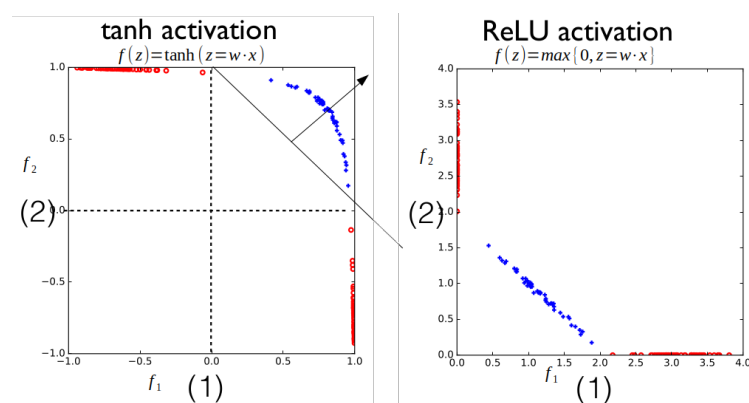 tanh activation
f(z)=tanh(z=w·x)
1.0
0.5
f₂
(2)
0.0
−0.5
−1.0
−1.0 −0.5 0.0 0.5 1.0
f₁ (1)
ReLU activation
f(z)=max{0, z=w·x}
4.0
3.5
3.0
f₂
2.5
(2)
2.0
1.5
1.0
0.5
0.0
0.0 0.5 1.0 1.5 2.0 2.5 3.0 3.5 4.0
f₁ (1)